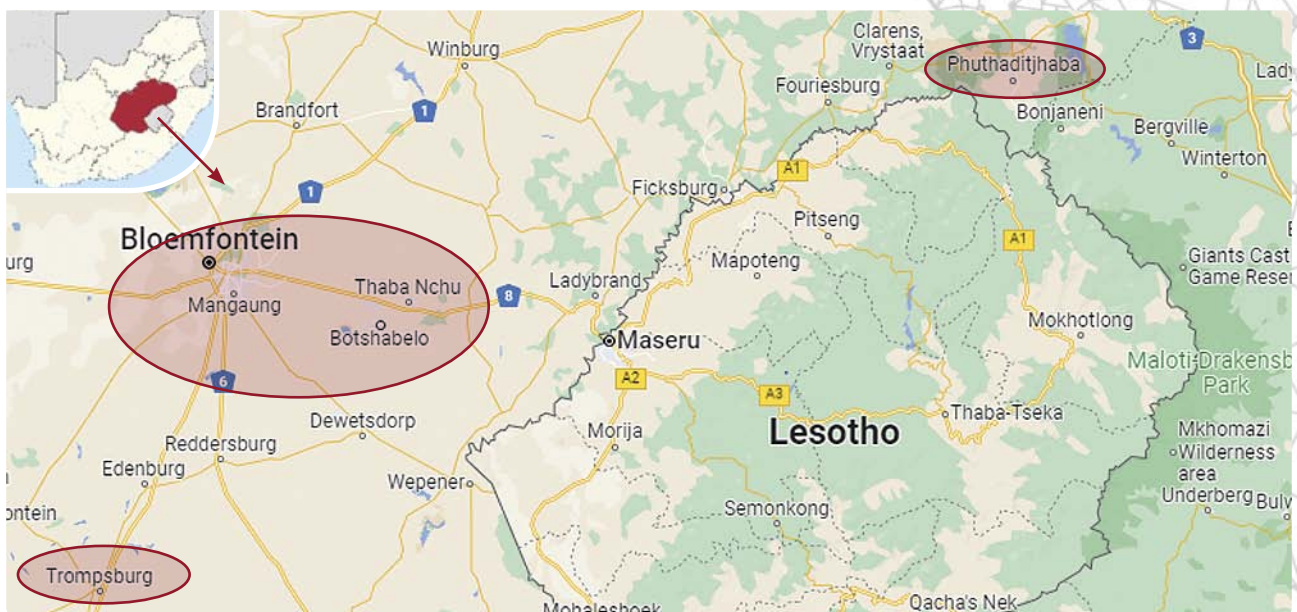 Winburg
1
Brandfort
1
Clarens,
Vrystaat
Phuthaditjhaba
3
Lady
Fouriesburg
Bonjaneni
Bergville
Winterton
A1
Ficksburg
Pitseng
A1
Bloemfontein
urg
Mapoteng
Giants Cast
Game Reser
Ladybrand
Thaba Nchu
8
Mangaung
Botshabelo
Maseru
Mokhotlong
Maloti-Drakensb
Park
6
A2
A3
Thaba-Tseka
Lesotho
Dewetsdorp
Morija
Reddersburg
Mkhomazi
Wilderness
area
Edenburg
Wepener
Underberg
Bulw
ontein
Semonkong
Trompsburg
Mohaleshoek
Qacha's Nek